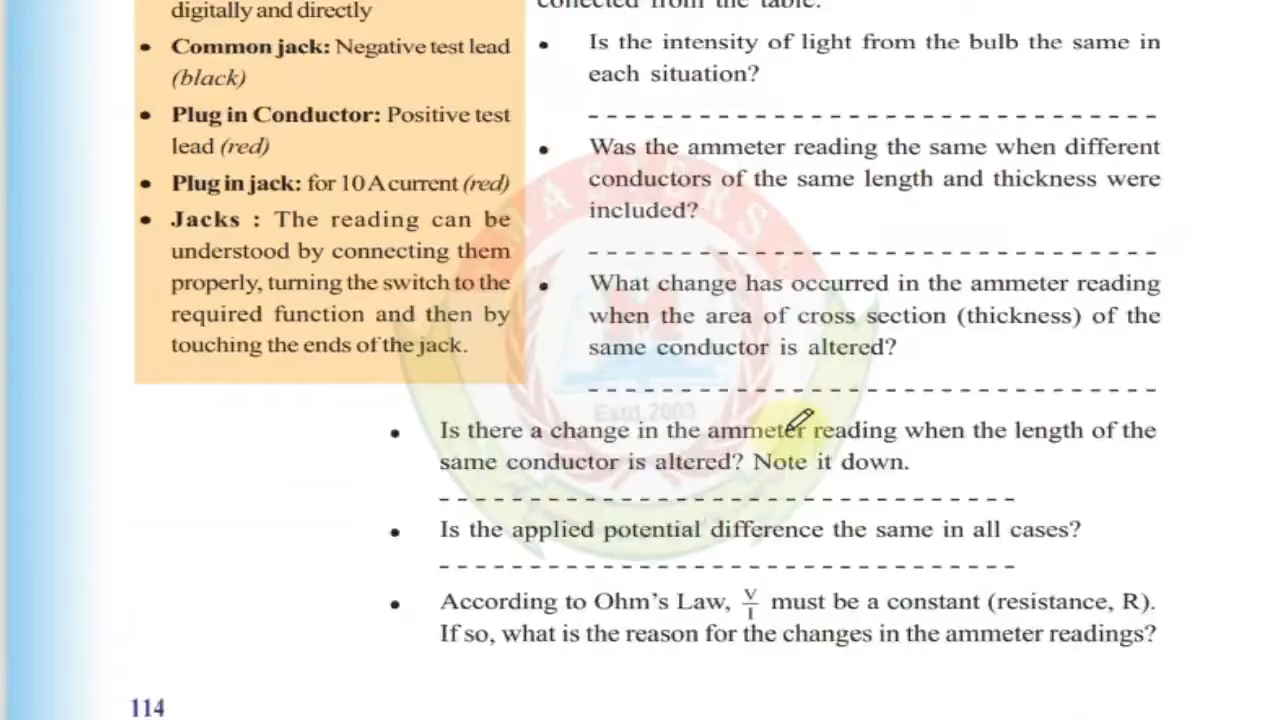 digitally and directly
• Common jack: Negative test lead
(black)
• Plug in Conductor: Positive test
lead (red)
• Plug in jack: for 10 A current (red)
• Jacks : The reading can be
understood by connecting them
properly, turning the switch to the
required function and then by
touching the ends of the jack.
collected from the table.
• Is the intensity of light from the bulb the same in
each situation?
• Was the ammeter reading the same when different
conductors of the same length and thickness were
included?
• What change has occurred in the ammeter reading
when the area of cross section (thickness) of the
same conductor is altered?
Estd.2003
• Is there a change in the ammeter reading when the length of the
same conductor is altered? Note it down.
• Is the applied potential difference the same in all cases?
• According to Ohm's Law, V/I must be a constant (resistance, R).
If so, what is the reason for the changes in the ammeter readings?
114